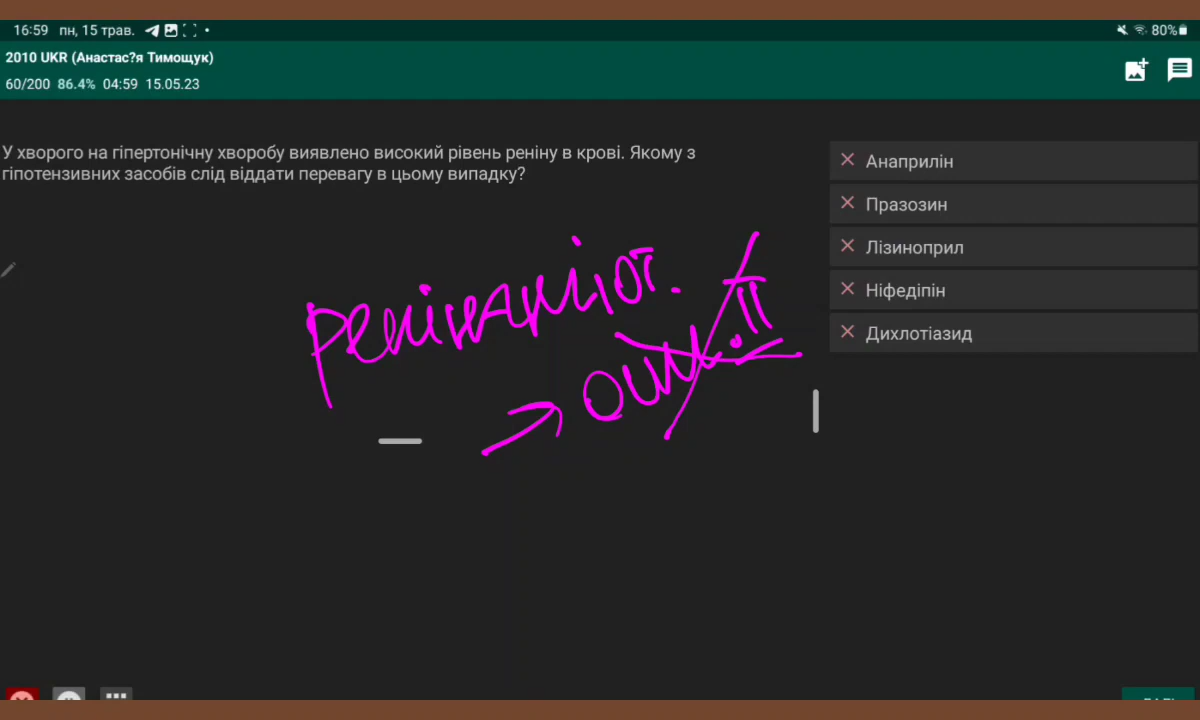 16:59 пн, 15 трав. 80%
2010 UKR (Анастас?я Тимощук)
60/200 86.4% 04:59 15.05.23
У хворого на гіпертонічну хворобу виявлено високий рівень реніну в крові. Якому з
гіпотензивних засобів слід віддати перевагу в цьому випадку?
Анаприлін
Празозин
Лізиноприл
Ніфедіпін
Дихлотіазид
II